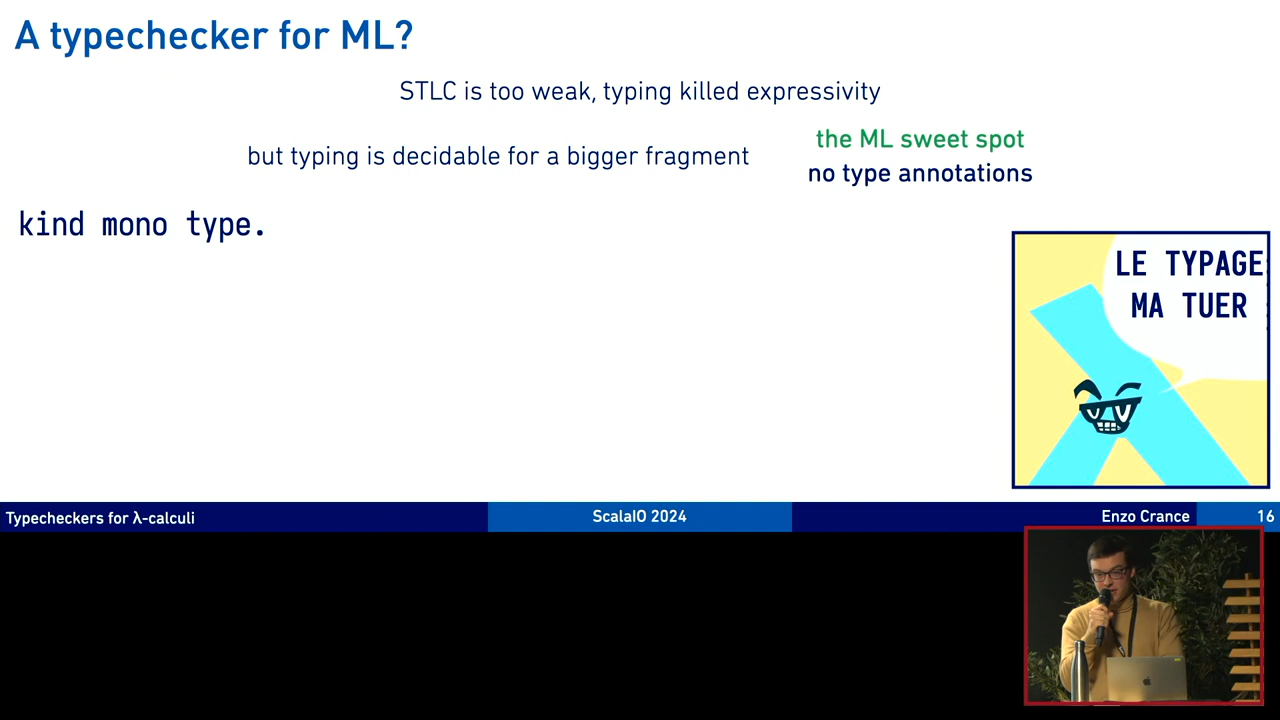 A typechecker for ML?
STLC is too weak, typing killed expressivity
but typing is decidable for a bigger fragment
the ML sweet spot
no type annotations
kind mono type.
LE TYPAGE
MA TUER
Typecheckers for λ-calculi
ScalaIO 2024
Enzo Crance
16